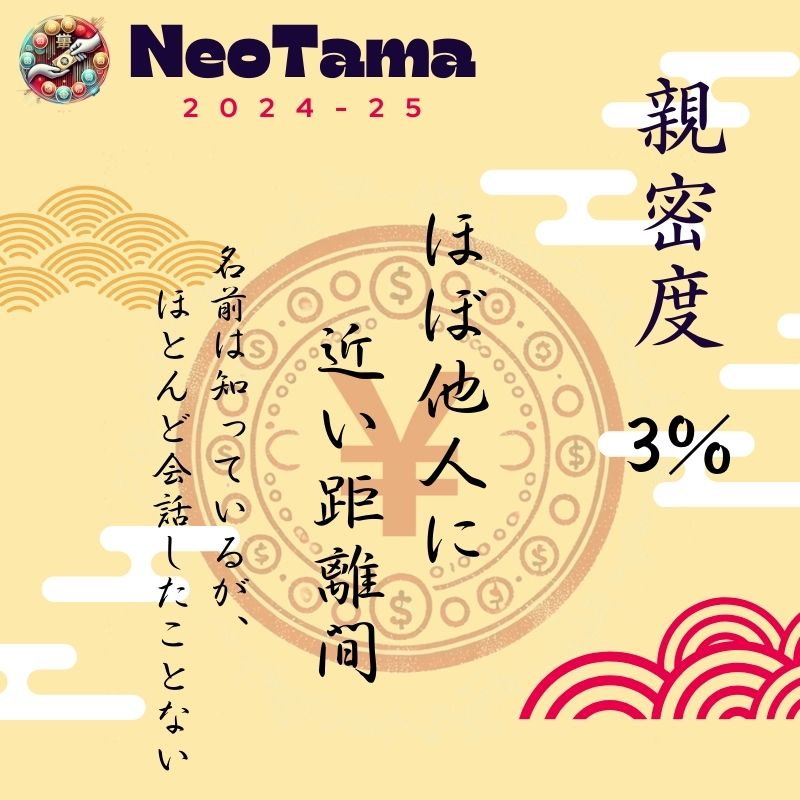 NeoTama
2024-25
親密度
3%
ほぼ他人に
近い距離間
名前は知っているが、
ほとんど会話したことない